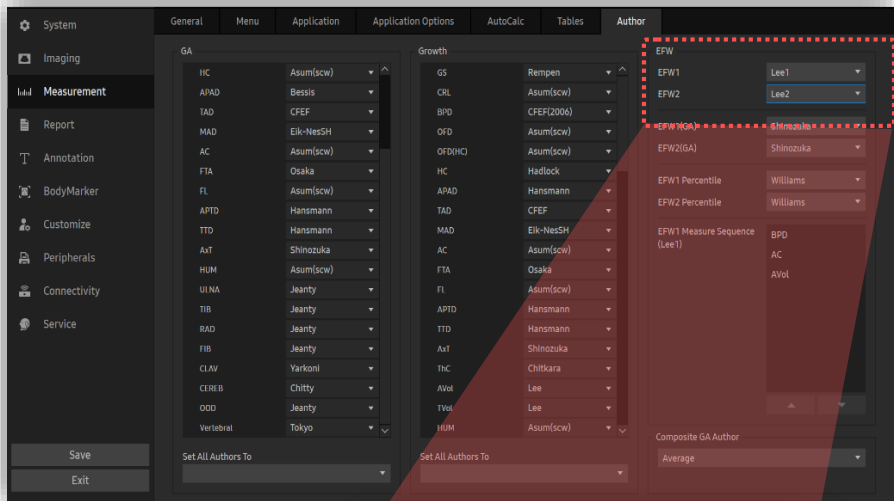 System
Imaging
Measurement
Report
Annotation
BodyMarker
Customize
Peripherals
Connectivity
Service
Save
Exit
General Menu Application Application Options AutoCalc Tables Author
GA
HC Asum(scw)
APAD Bessis
TAD CFEF
MAD Eik-NesSH
AC Asum(scw)
FTA Osaka
FL Asum(scw)
APTD Hansmann
TTD Hansmann
AxT Shinozuka
HUM Asum(scw)
ULNA Jeanty
TIB Jeanty
RAD Jeanty
FIB Jeanty
CLAV Yarkoni
CEREB Chitty
OOD Jeanty
Vertebral Tokyo
Set All Authors To
Growth
GS Rempen
CRL Asum(scw)
BPD CFEF(2006)
OFD Asum(scw)
OFD(HC) Asum(scw)
HC Hadlock
APAD Hansmann
TAD CFEF
MAD Eik-NesSH
AC Asum(scw)
FTA Osaka
FL Asum(scw)
APTD Hansmann
TTD Hansmann
AxT Shinozuka
ThC Chitkara
AVol Lee
TVol Lee
HUM Asum(scw)
Set All Authors To
EFW
EFW1 Lee1
EFW2 Lee2
EFW1(GA) Shinozuka
EFW2(GA) Shinozuka
EFW1 Percentile Williams
EFW2 Percentile Williams
EFW1 Measure Sequence
(Lee1)
BPD
AC
AVol
Composite GA Author
Average